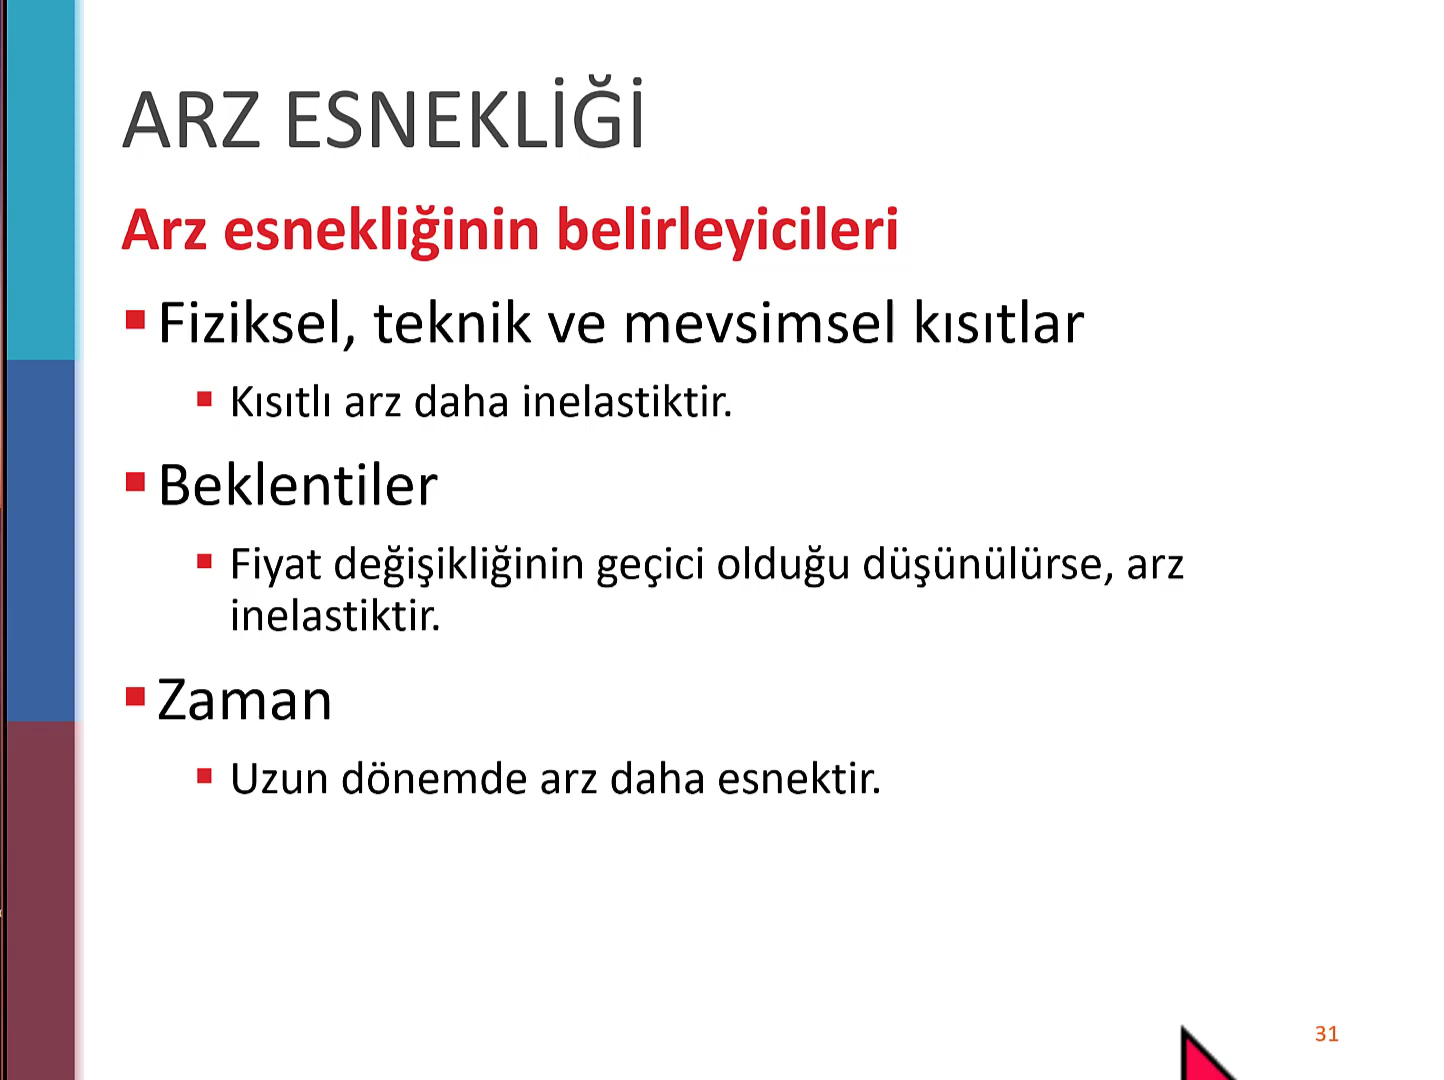 ARZ ESNEKLİĞİ
Arz esnekliğinin belirleyicileri
Fiziksel, teknik ve mevsimsel kısıtlar
Kısıtlı arz daha inelastiktir.
Beklentiler
Fiyat değişikliğinin geçici olduğu düşünülürse, arz
inelastiktir.
Zaman
Uzun dönemde arz daha esnektir.
31